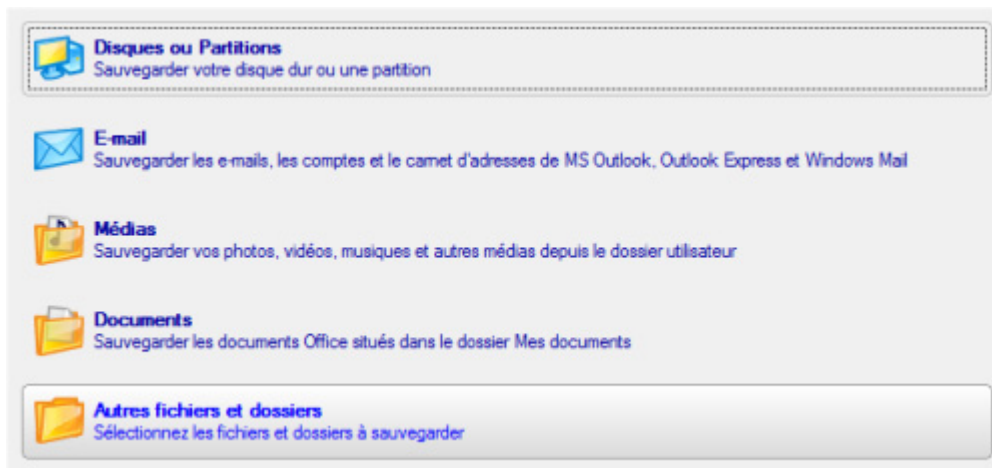 Disques ou Partitions
Sauvegarder votre disque dur ou une partition
E-mail
Sauvegarder les e-mails, les comptes et le carnet d'adresses de MS Outlook, Outlook Express et Windows Mail
Médias
Sauvegarder vos photos, vidéos, musiques et autres médias depuis le dossier utilisateur
Documents
Sauvegarder les documents Office situés dans le dossier Mes documents
Autres fichiers et dossiers
Sélectionnez les fichiers et dossiers à sauvegarder